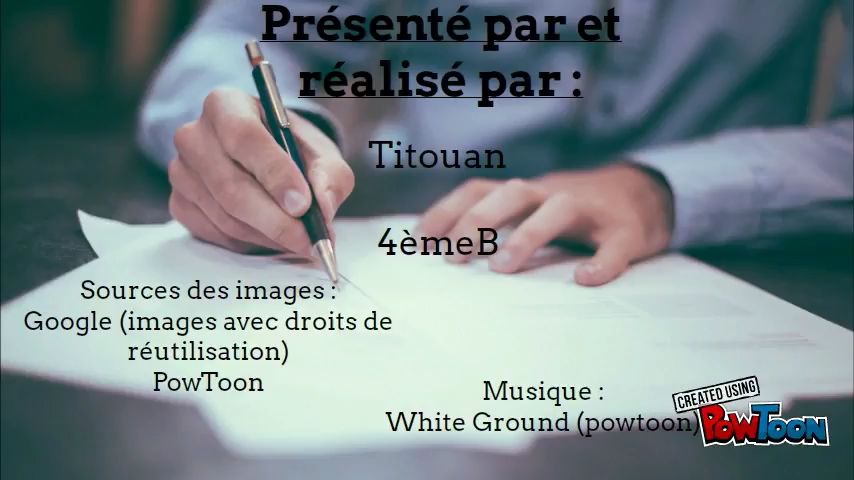 Présenté par et
réalisé par :
Titouan
4èmeB
Sources des images :
Google (images avec droits de
réutilisation)
PowToon
Musique :
White Ground (powtoon)
CREATED USING
POWTOON